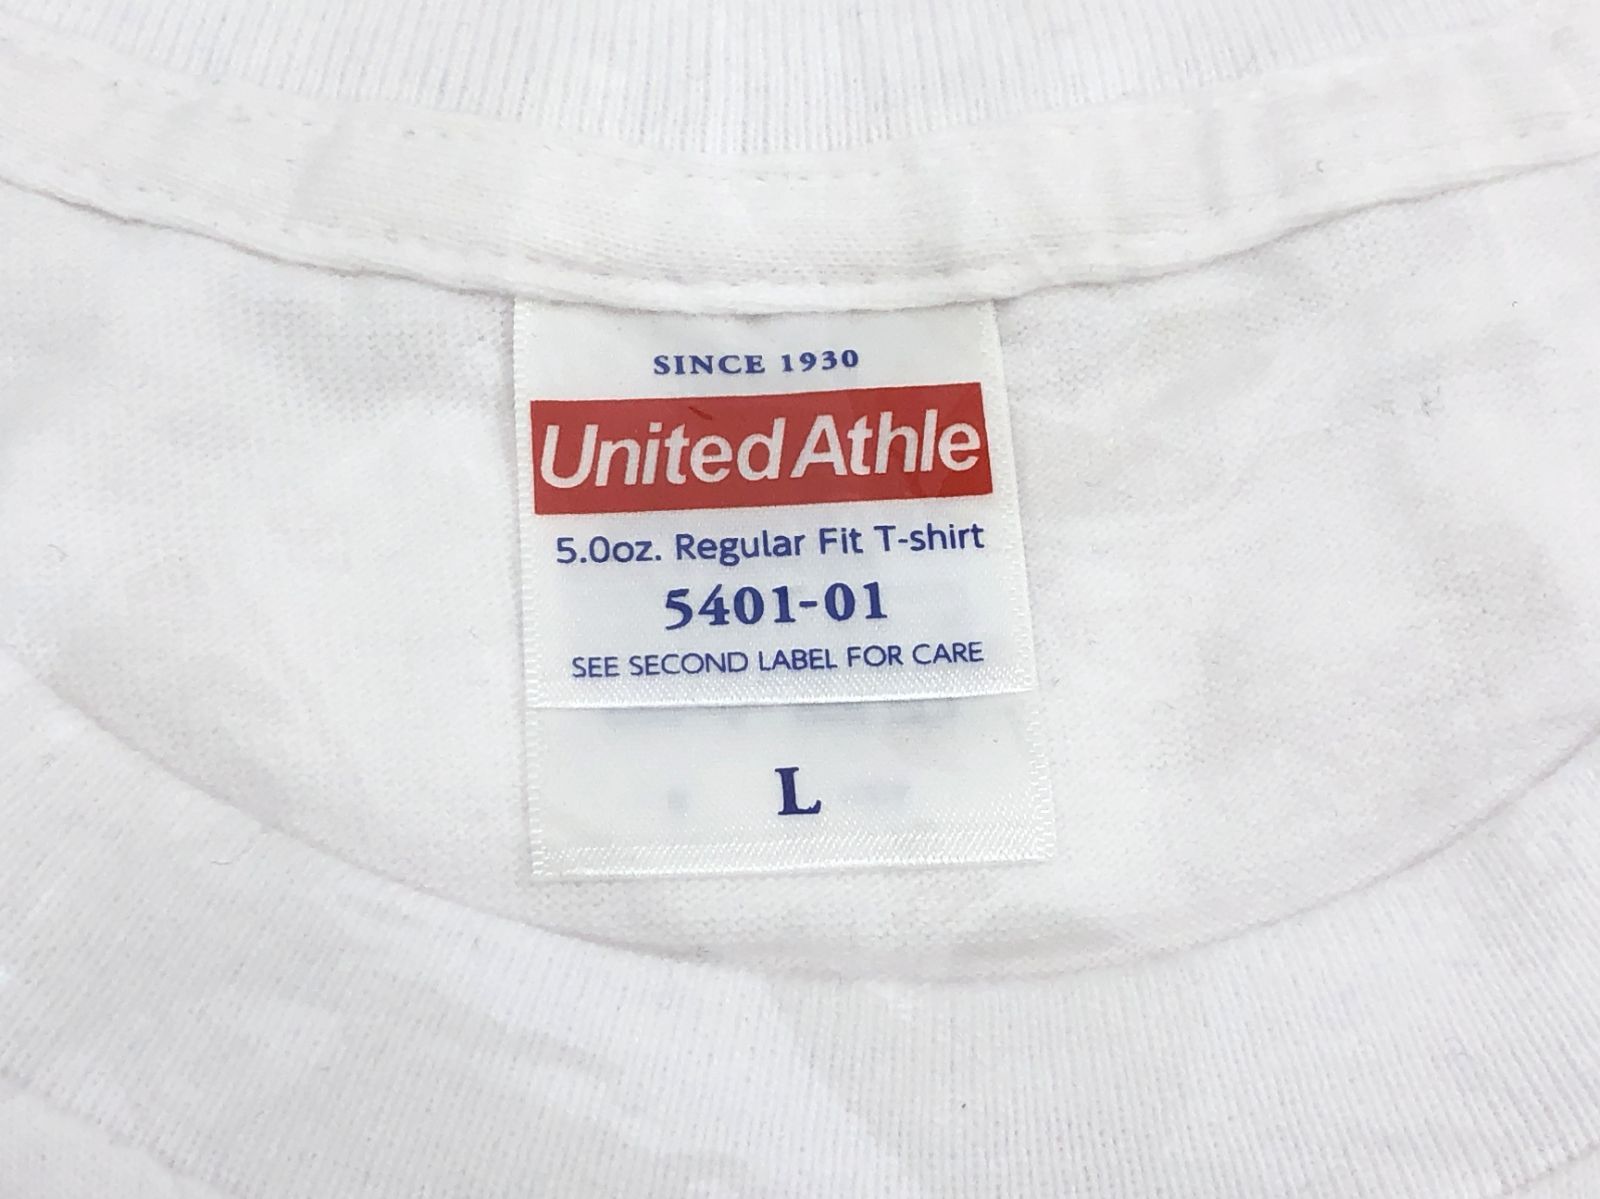 SINCE 1930
United Athle
5.0oz. Regular Fit T-shirt
5401-01
SEE SECOND LABEL FOR CARE
L